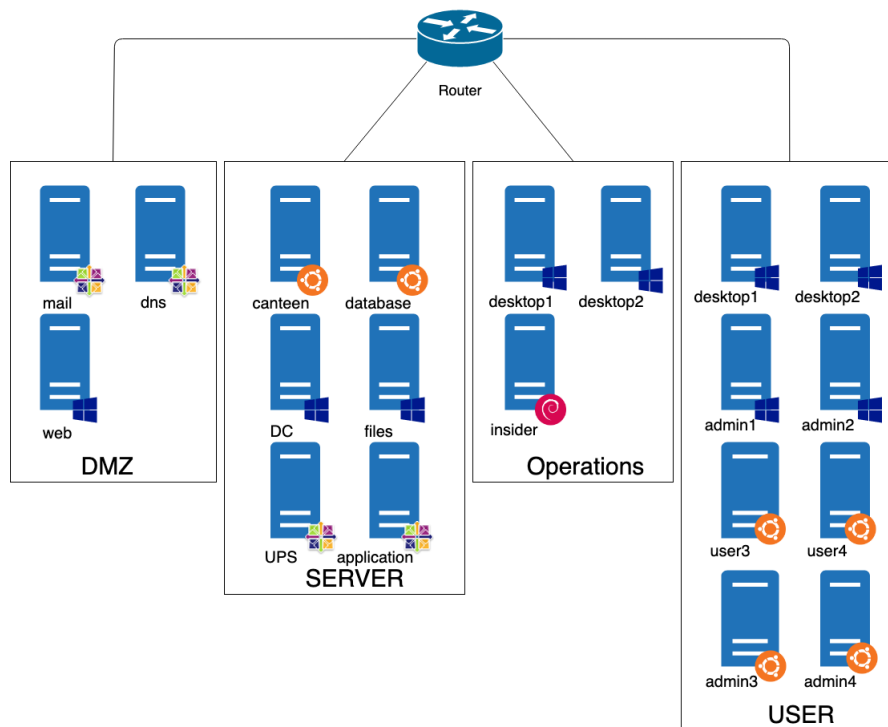 Router
mail
dns
web
DMZ
canteen
database
DC
files
UPS
application
SERVER
desktop1
desktop2
insider
Operations
desktop1
desktop2
admin1
admin2
user3
user4
admin3
admin4
USER